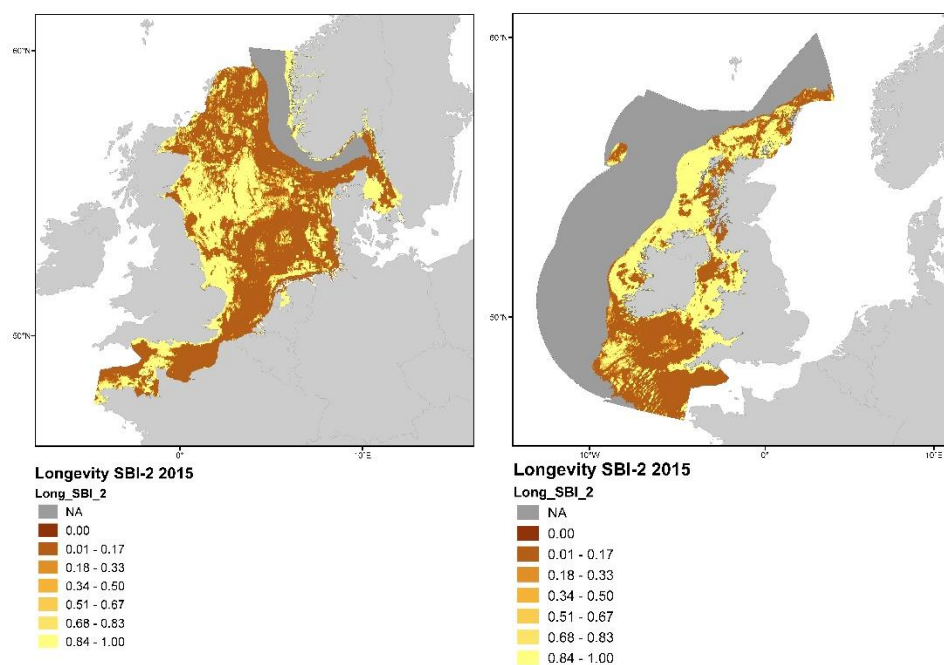 60°N
50°N
0°
10°E
Longevity SBI-2 2015
Long_SBI_2
NA
0.00
0.01 - 0.17
0.18 - 0.33
0.34 - 0.50
0.51 - 0.67
0.68 - 0.83
0.84 - 1.00
60°N
50°N
10°W
0°
10°E
Longevity SBI-2 2015
Long_SBI_2
NA
0.00
0.01 - 0.17
0.18 - 0.33
0.34 - 0.50
0.51 - 0.67
0.68 - 0.83
0.84 - 1.00